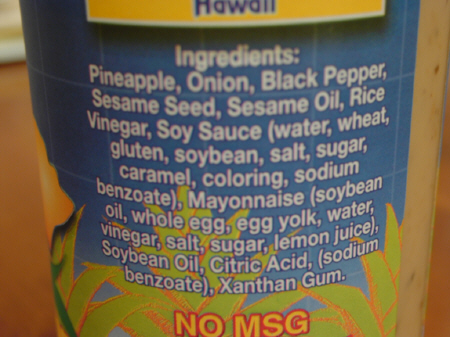 Hawaii
Ingredients:
Pineapple, Onion, Black Pepper,
Sesame Seed, Sesame Oil, Rice
Vinegar, Soy Sauce (water, wheat,
gluten, soybean, salt, sugar,
caramel, coloring, sodium
benzoate), Mayonnaise (soybean
oil, whole egg, egg yolk, water,
vinegar, salt, sugar, lemon juice),
Soybean Oil, Citric Acid, (sodium
benzoate), Xanthan Gum.
NO MSG